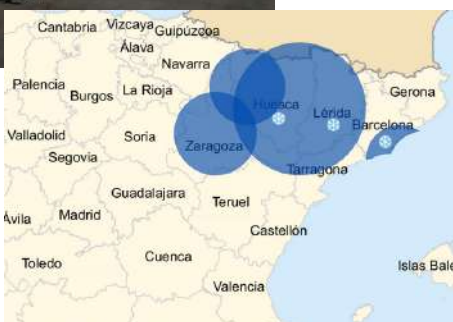 Cantabria Vizcaya Guipúzcoa
Álava
Navarra
Palencia Burgos La Rioja
Huesca Lérida Gerona
Valladolid Soria Zaragoza Barcelona
Segovia Tarragona
Guadalajara Teruel
Ávila Madrid
Castellón
Toledo Cuenca Islas Bale
Valencia